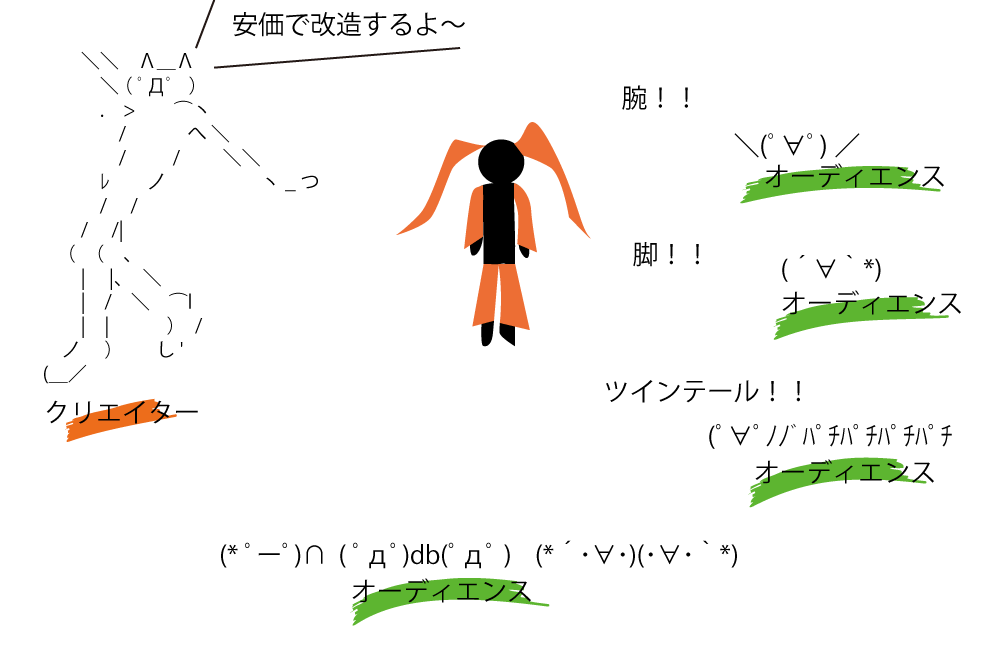 安価で改造するよ～
＼＼　∧＿∧
＼（ ﾟДﾟ ）
．　＞　　⌒ヽ
/　　　へ＼
/　　/　　＼＼
ﾚ　ノ　　　　ヽ_つ
/　/
/　/|
（　（　、
|　|、　＼
|　/　＼　⌒|
|　|　　）　/
ノ　）　　し'
(＿／
クリエイター
腕！！
＼(ﾟ∀ﾟ)／
オーディエンス
脚！！
(´∀｀*)
オーディエンス
ツインテール！！
(ﾟ∀ﾟﾉﾉﾞﾊﾟﾁﾊﾟﾁﾊﾟﾁﾊﾟﾁ
オーディエンス
(*ﾟーﾟ)∩ （ﾟдﾟ)db(ﾟдﾟ） (*´・∀・)(・∀・｀*)
オーディエンス